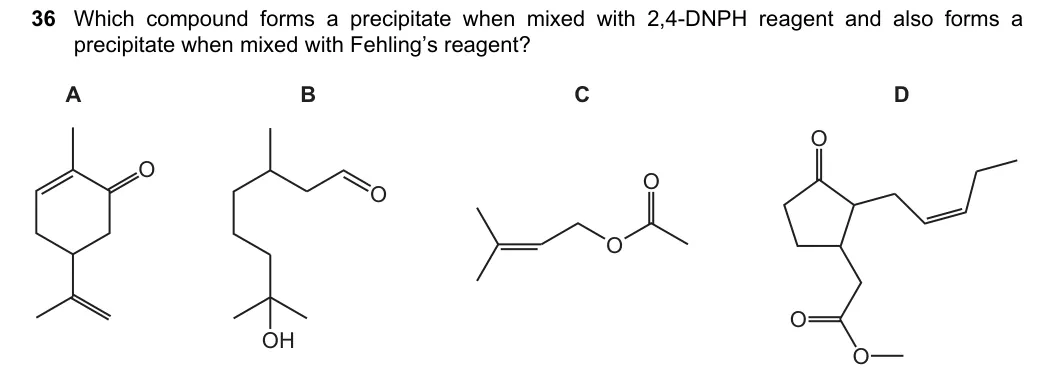 36 Which compound forms a precipitate when mixed with 2,4-DNPH reagent and also forms a
precipitate when mixed with Fehling’s reagent?
A B C D
O
O
OH
O
O
O
O
O